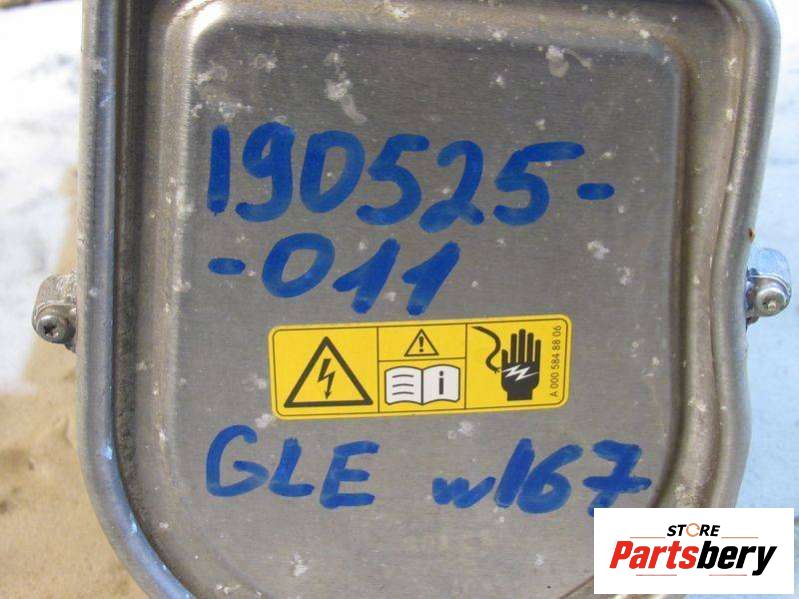 190525-
-011
A 000 584 88 06
GLE w167
STORE
Partsbery